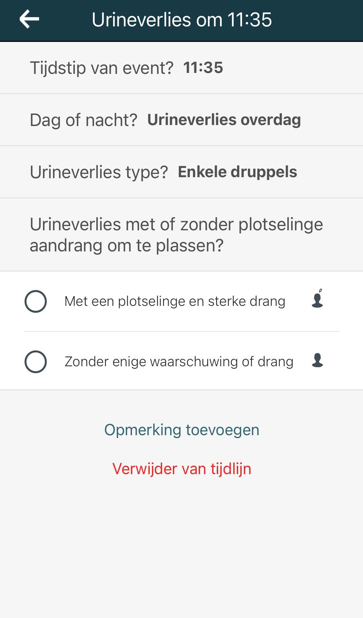 Urineverlies om 11:35
Tijdstip van event? 11:35
Dag of nacht? Urineverlies overdag
Urineverlies type? Enkele druppels
Urineverlies met of zonder plotselinge
aandrang om te plassen?
Met een plotselinge en sterke drang
Zonder enige waarschuwing of drang
Opmerking toevoegen
Verwijder van tijdlijn